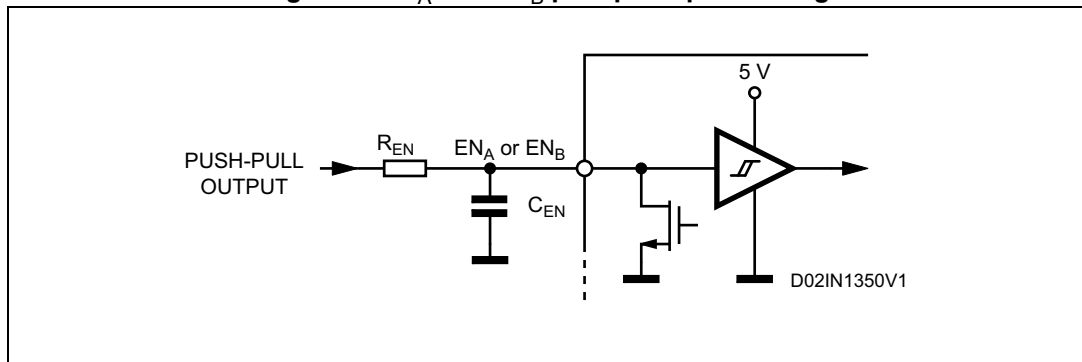 5 V
R_EN
EN_A or EN_B
PUSH-PULL
OUTPUT
C_EN
D02IN1350V1